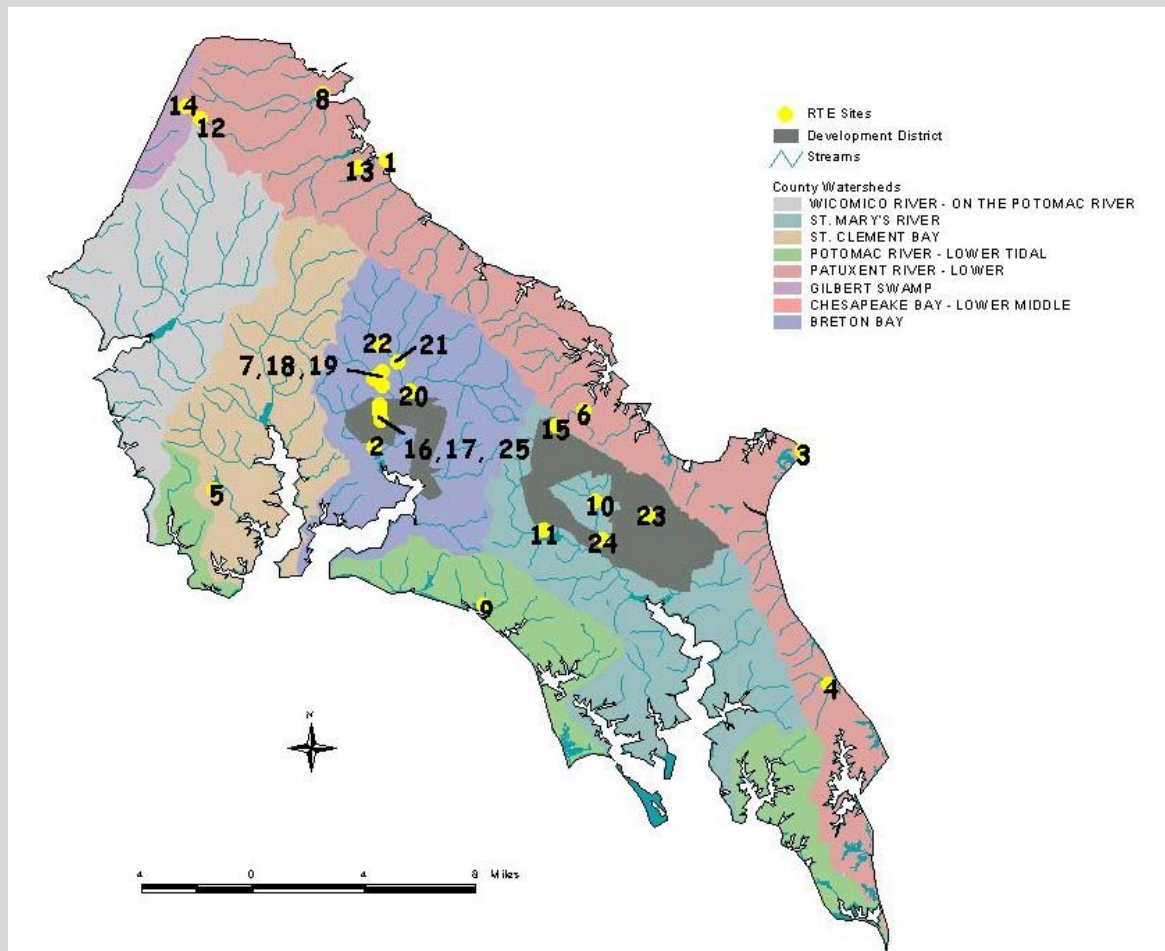 RTE Sites
Development District
Streams
County Watersheds
WICOMICO RIVER - ON THE POTOMAC RIVER
ST. MARY'S RIVER
ST. CLEMENT BAY
POTOMAC RIVER - LOWER TIDAL
PATUXENT RIVER - LOWER
GILBERT SWAMP
CHESAPEAKE BAY - LOWER MIDDLE
BRETON BAY
14
12
8
13
1
22
21
7, 18, 19
20
2
16, 17, 25
15
6
3
5
10
23
11
24
9
4
N
4 0 8 Miles